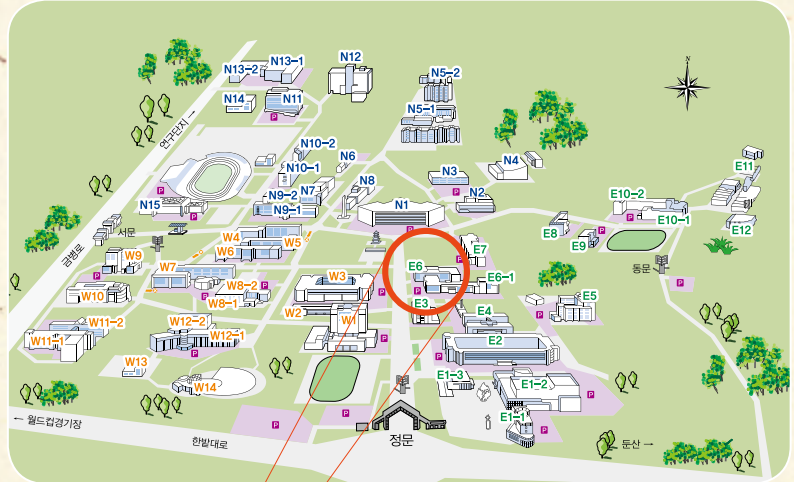 N
N12
N13-1
N13-2
N5-2
N14
N11
P
N5-1
연구단지 →
N10-2
N6
N4
E11
N10-1
N3
P
N8
N7
P
N9-2
N2
E10-2
N15
N9-1
N1
P
E10-1
P
서문
W4
P
E8
E12
W5
E9
금병로
W6
E7
W9
W7
E6
동문
P
W3
E6-1
P
W10
W8-2
P
P
P
W8-1
E3
E5
W2
E4
P
W11-2
W12-2
W1
W11-1
W12-1
P
E2
P
P
W13
W14
E1-3
E1-2
P
P
P
E1-1
← 월드컵경기장
P
한밭대로
정문
둔산 →